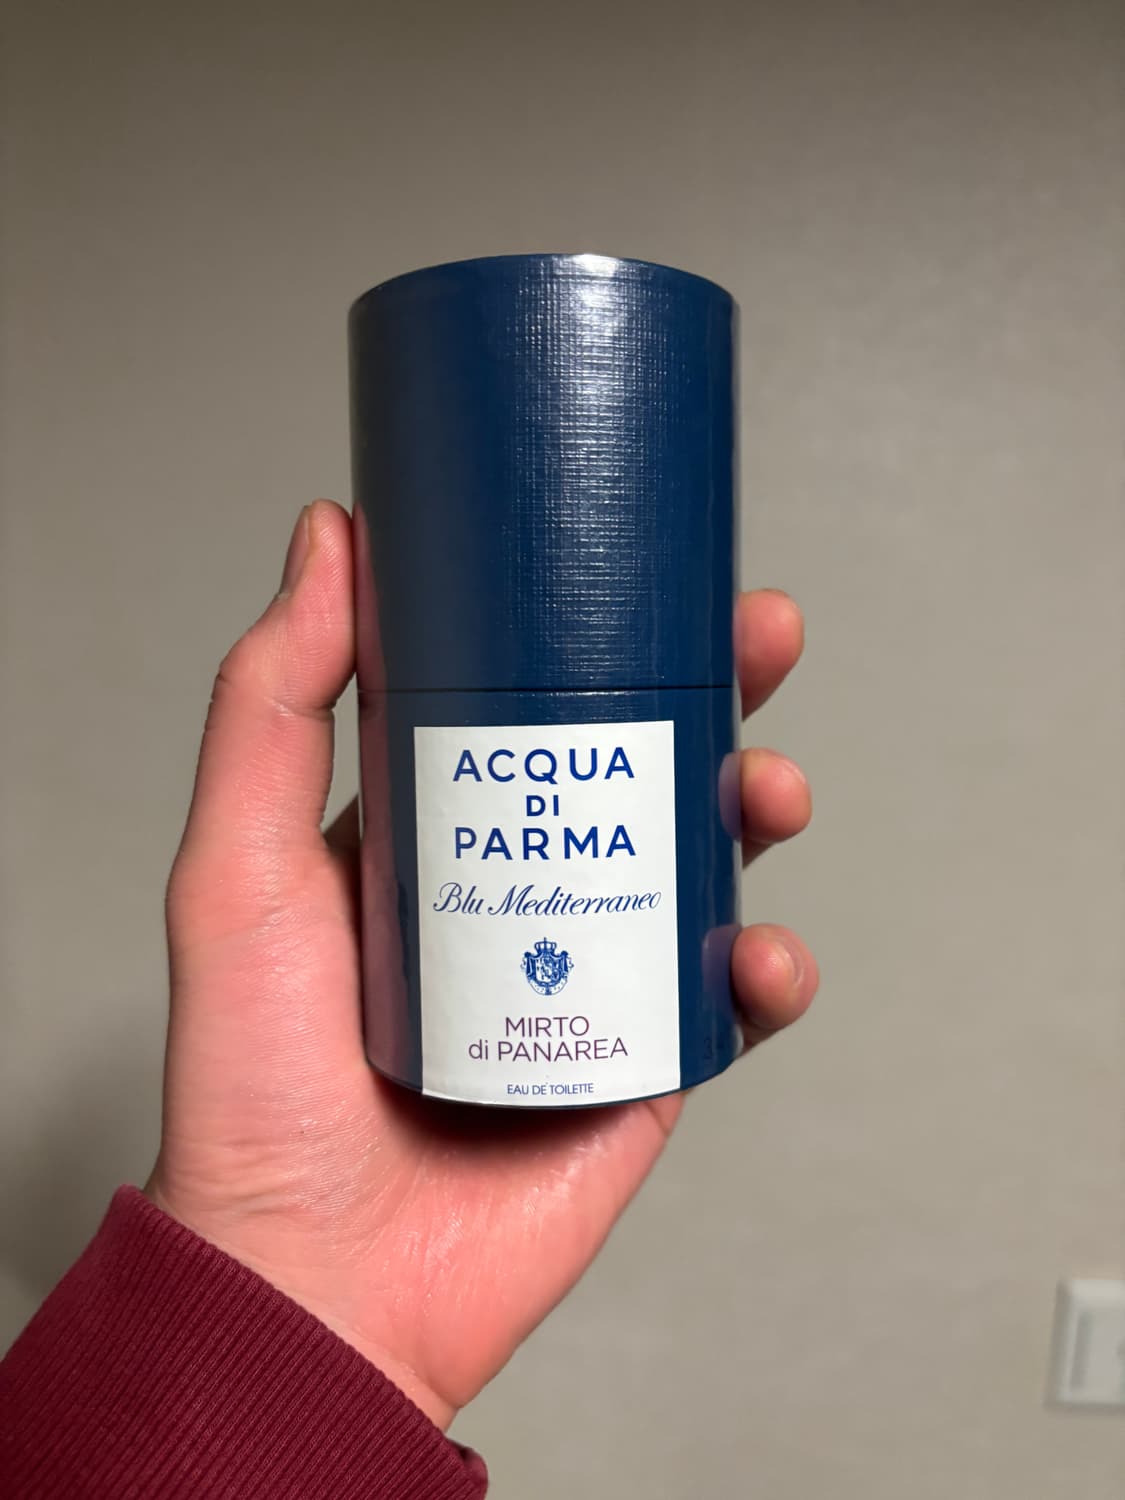 ACQUA
DI
PARMA
Blu Mediterraneo
MIRTO
di PANAREA
EAU DE TOILETTE